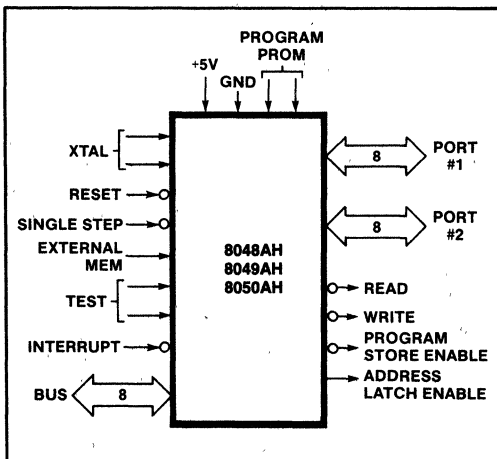 PROGRAM
PROM
+5V
GND
XTAL
RESET
SINGLE STEP
EXTERNAL
MEM
TEST
INTERRUPT
BUS
8
8048AH
8049AH
8050AH
8
PORT
#1
8
PORT
#2
READ
WRITE
PROGRAM
STORE ENABLE
ADDRESS
LATCH ENABLE